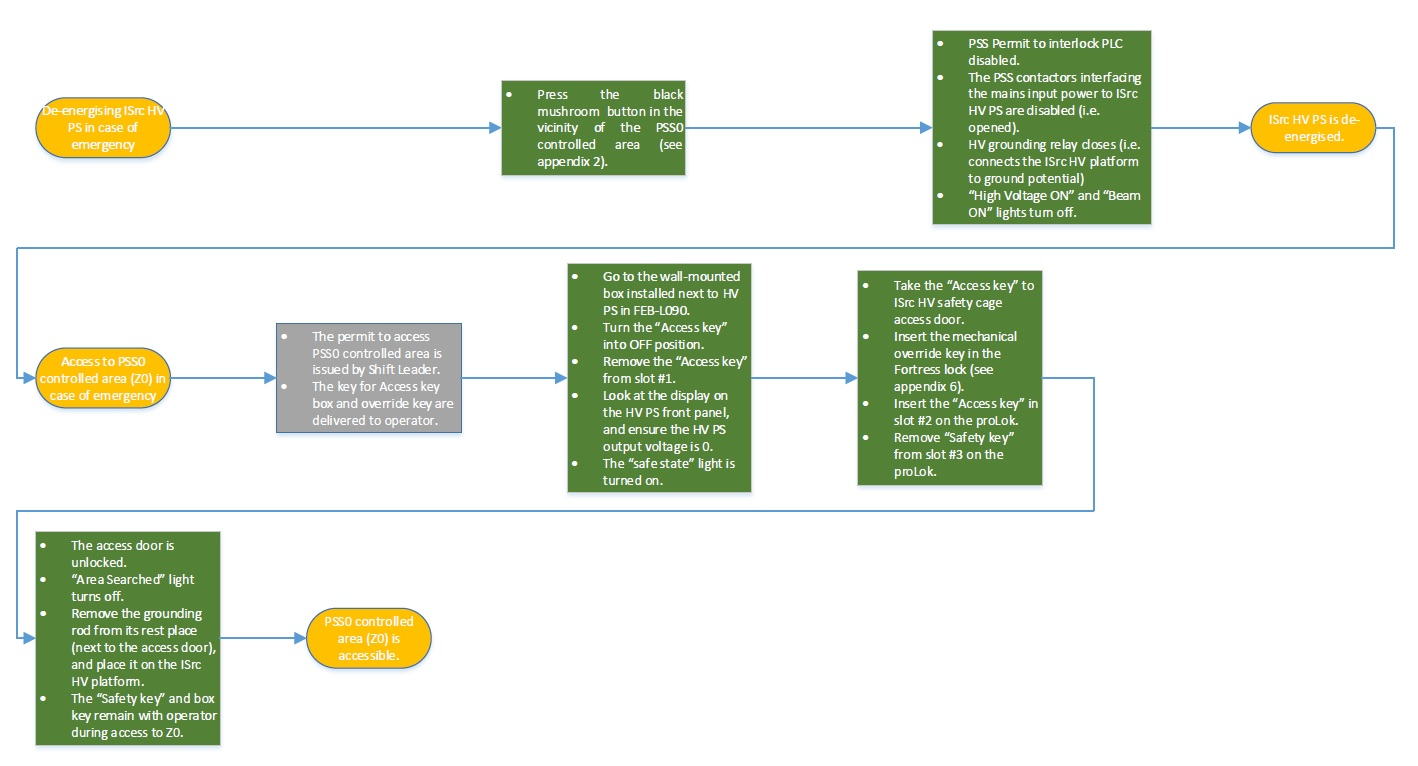 De-energising ISrc HV
PS in case of
emergency
• Press the black
mushroom button in the
vicinity of the PSS0
controlled area (see
appendix 2).
• PSS Permit to interlock PLC
disabled.
• The PSS contactors interfacing
the mains input power to ISrc
HV PS are disabled (i.e.
opened).
• HV grounding relay closes (i.e.
connects the ISrc HV platform
to ground potential)
• “High Voltage ON” and “Beam
ON” lights turn off.
ISrc HV PS is de-
energised.
Access to PSS0
controlled area (Z0) in
case of emergency
• The permit to access
PSS0 controlled area is
issued by Shift Leader.
• The key for Access key
box and override key are
delivered to operator.
• Go to the wall-mounted
box installed next to HV
PS in FEB-L090.
• Turn the “Access key”
into OFF position.
• Remove the “Access key”
from slot #1.
• Look at the display on
the HV PS front panel,
and ensure the HV PS
output voltage is 0.
• The “safe state” light is
turned on.
• Take the “Access key” to
ISrc HV safety cage
access door.
• Insert the mechanical
override key in the
Fortress lock (see
appendix 6).
• Insert the “Access key” in
slot #2 on the proLok.
• Remove “Safety key”
from slot #3 on the
proLok.
• The access door is
unlocked.
• “Area Searched” light
turns off.
• Remove the grounding
rod from its rest place
(next to the access door),
and place it on the ISrc
HV platform.
• The “Safety key” and box
key remain with operator
during access to Z0.
PSS0 controlled
area (Z0) is
accessible.